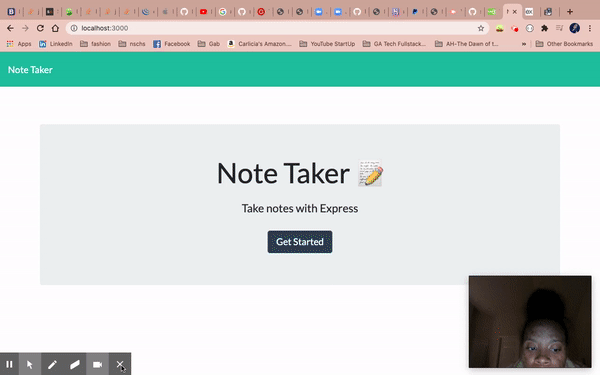 localhost:3000
Apps LinkedIn fashion nschs Facebook Gab Carlicia's Amazon.... YouTube StartUp GA Tech Fullstack... AH-The Dawn of t... » Other Bookmarks
Note Taker
Note Taker
Take notes with Express
Get Started